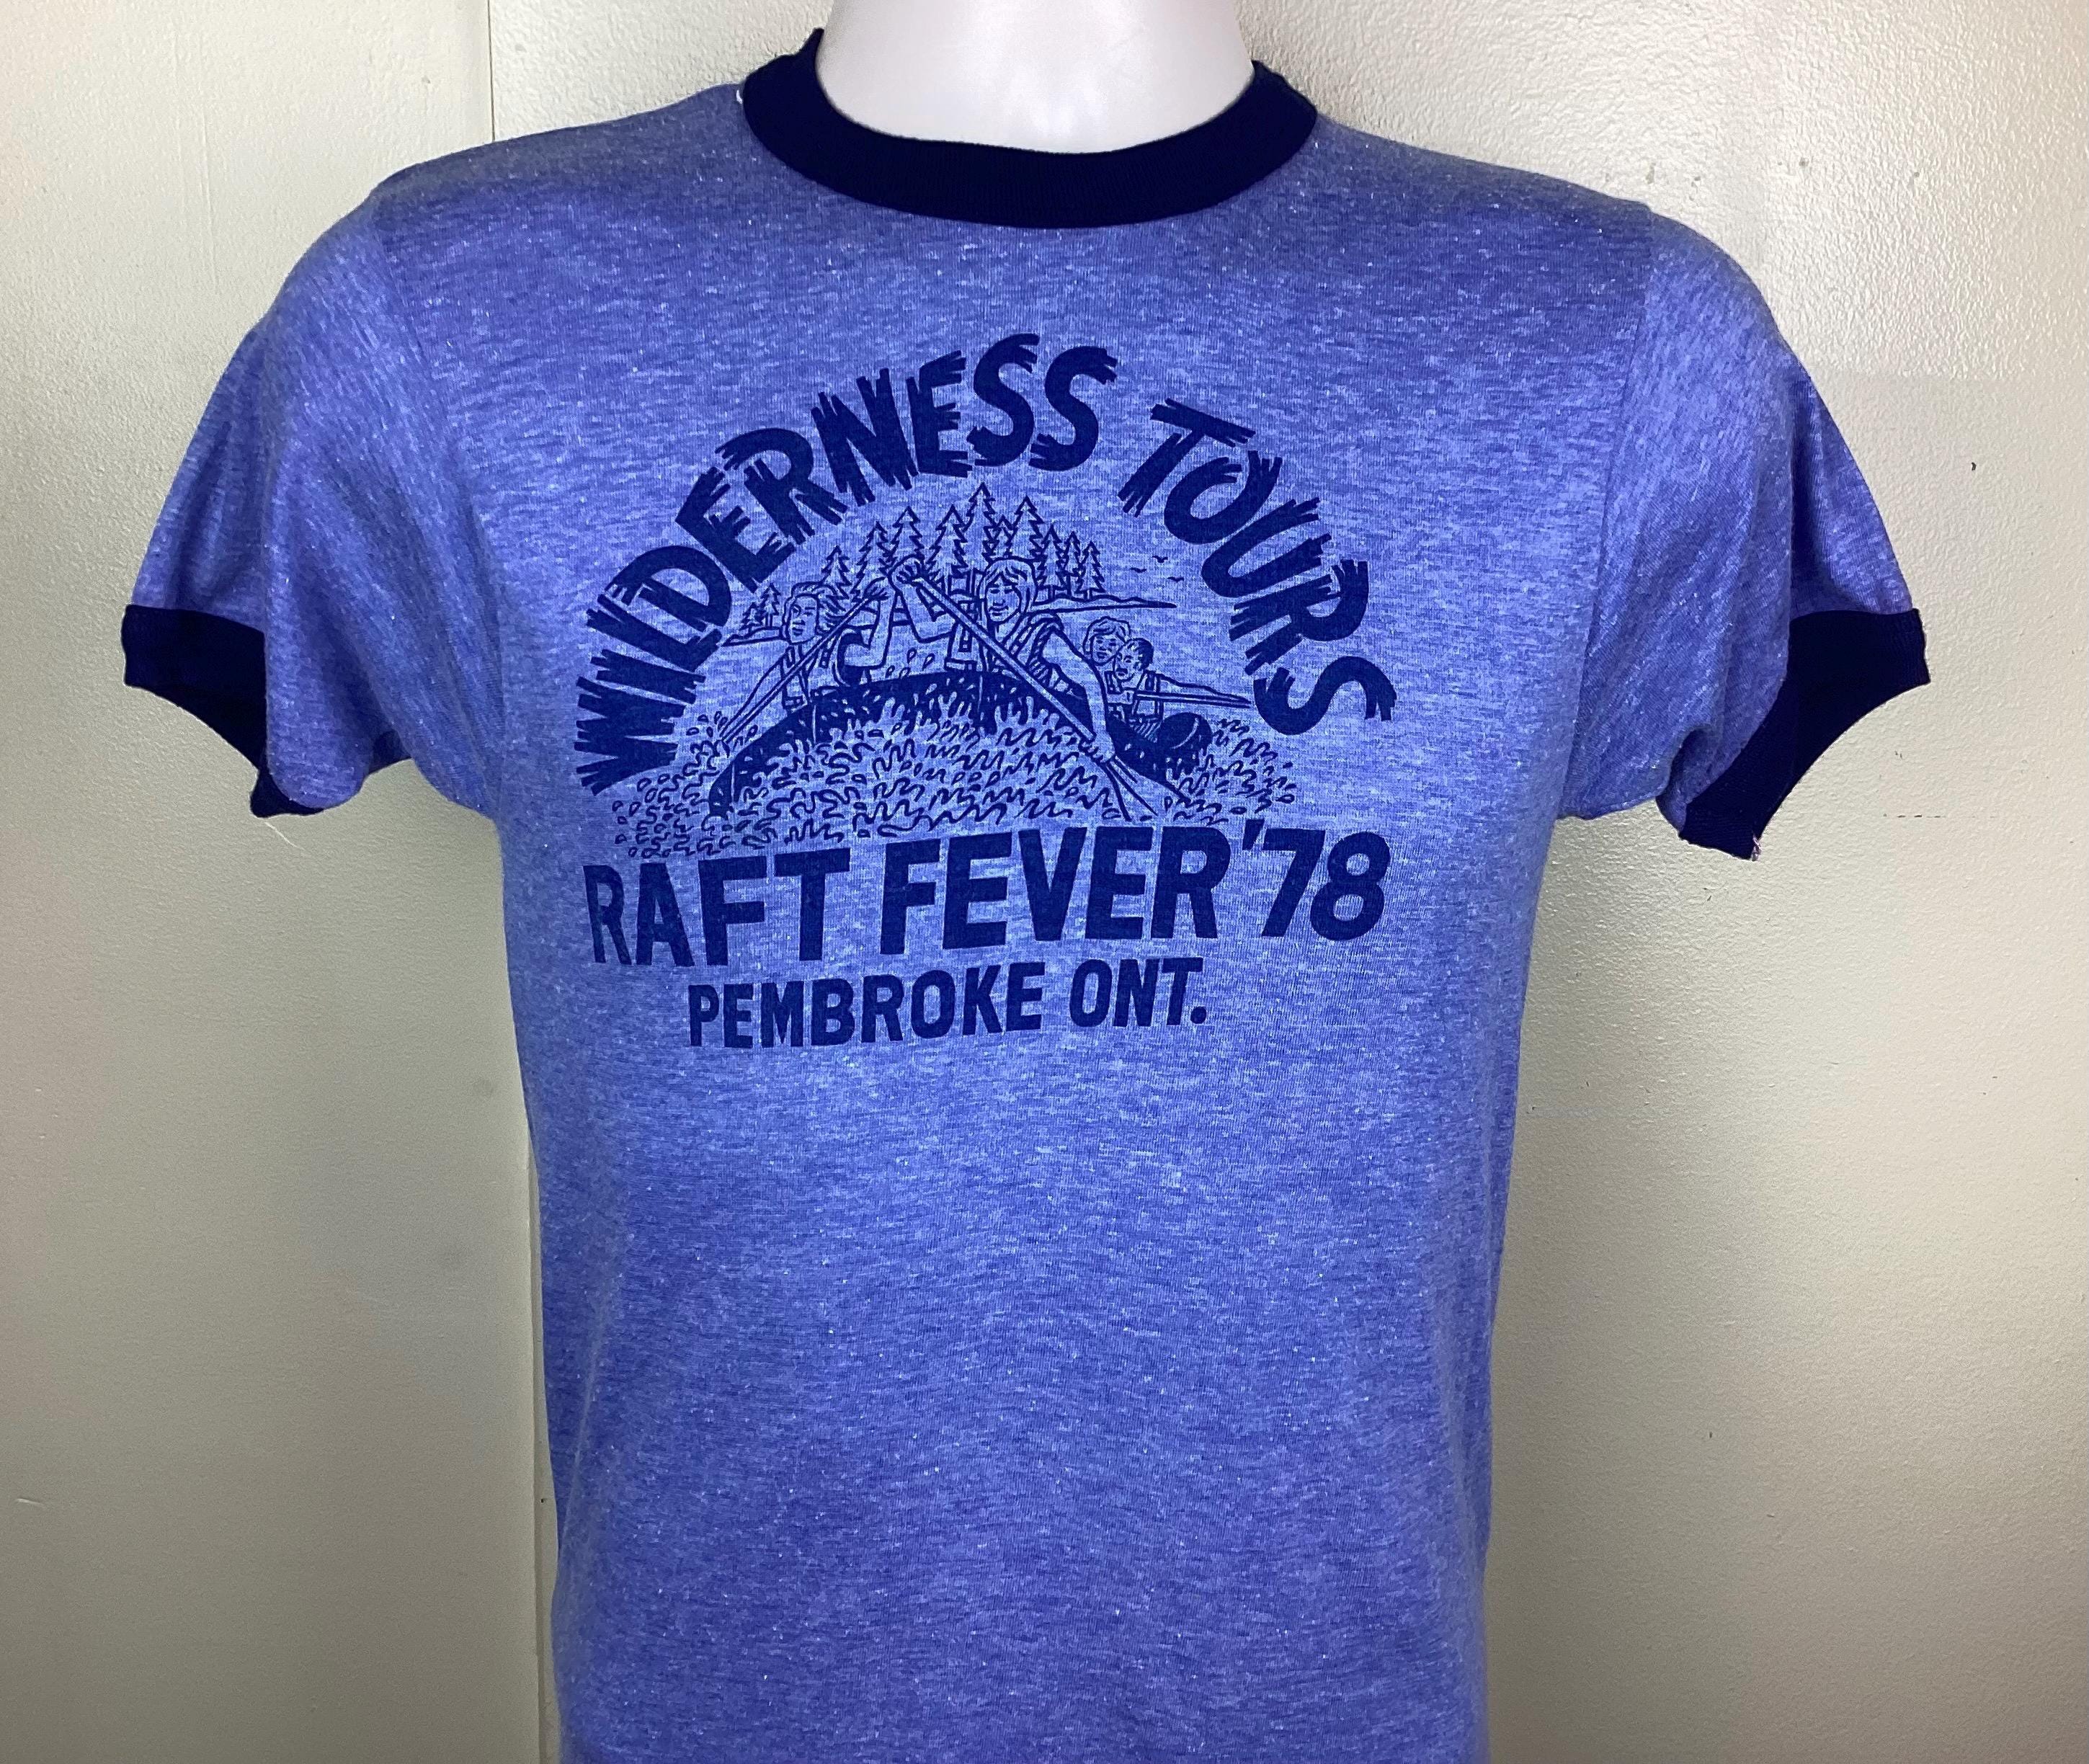 WILDERNESS TOURS
RAFT FEVER '78
PEMBROKE ONT.